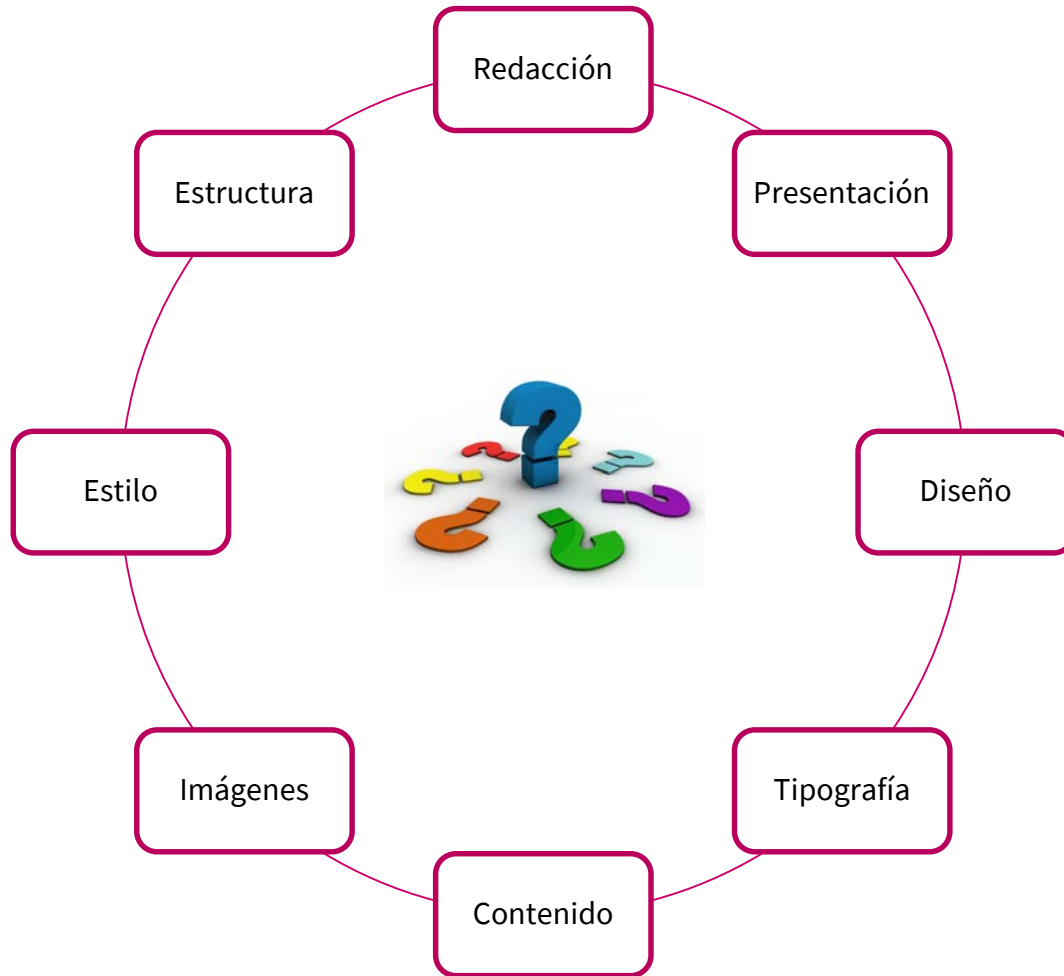 Redacción
Presentación
Diseño
Tipografía
Contenido
Imágenes
Estilo
Estructura